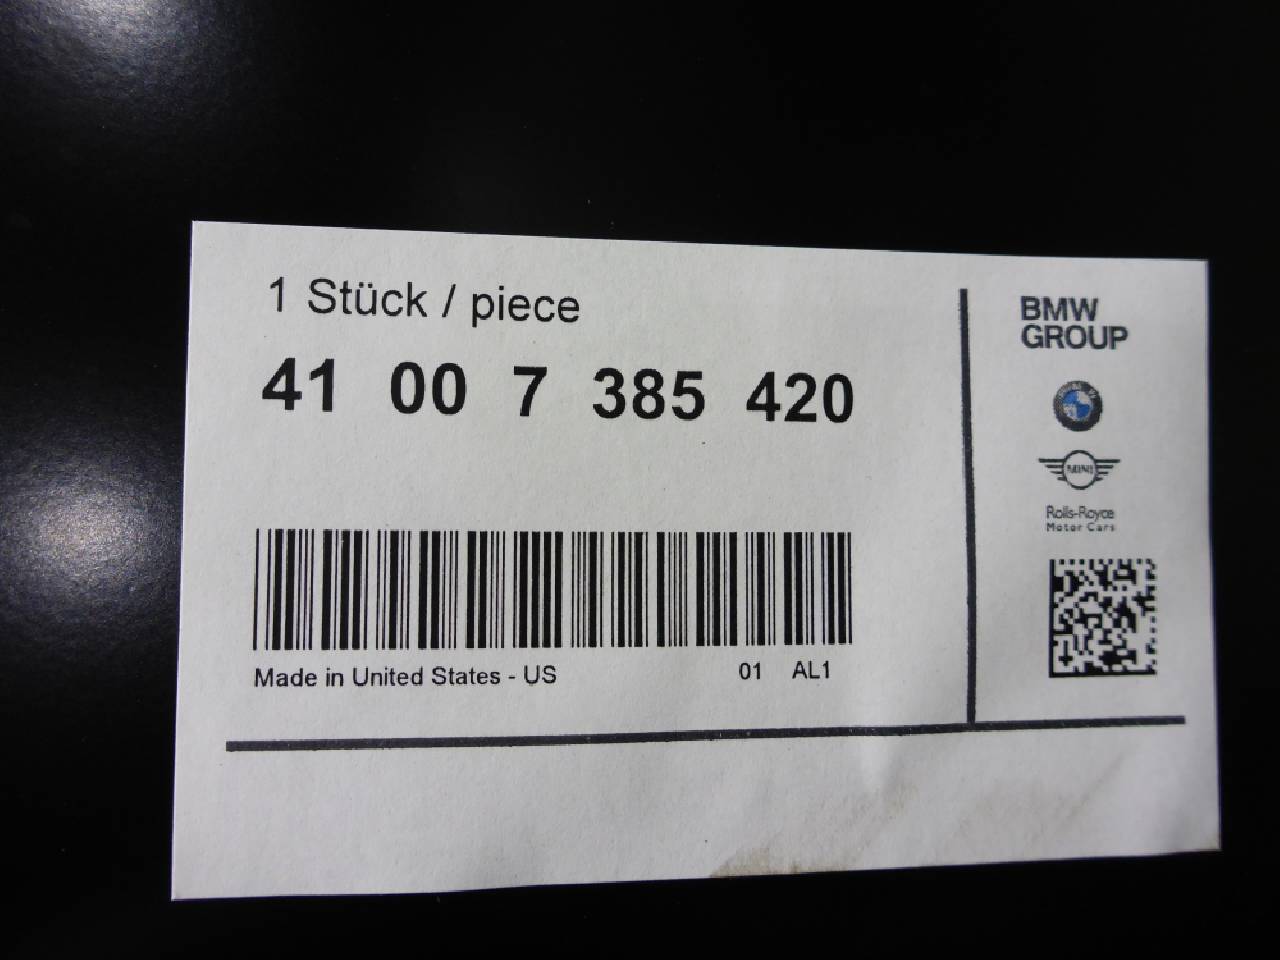 1 Stück / piece
41 00 7 385 420
Made in United States - US 01 AL1
BMW
GROUP
MINI
Rolls-Royce
Motor Cars